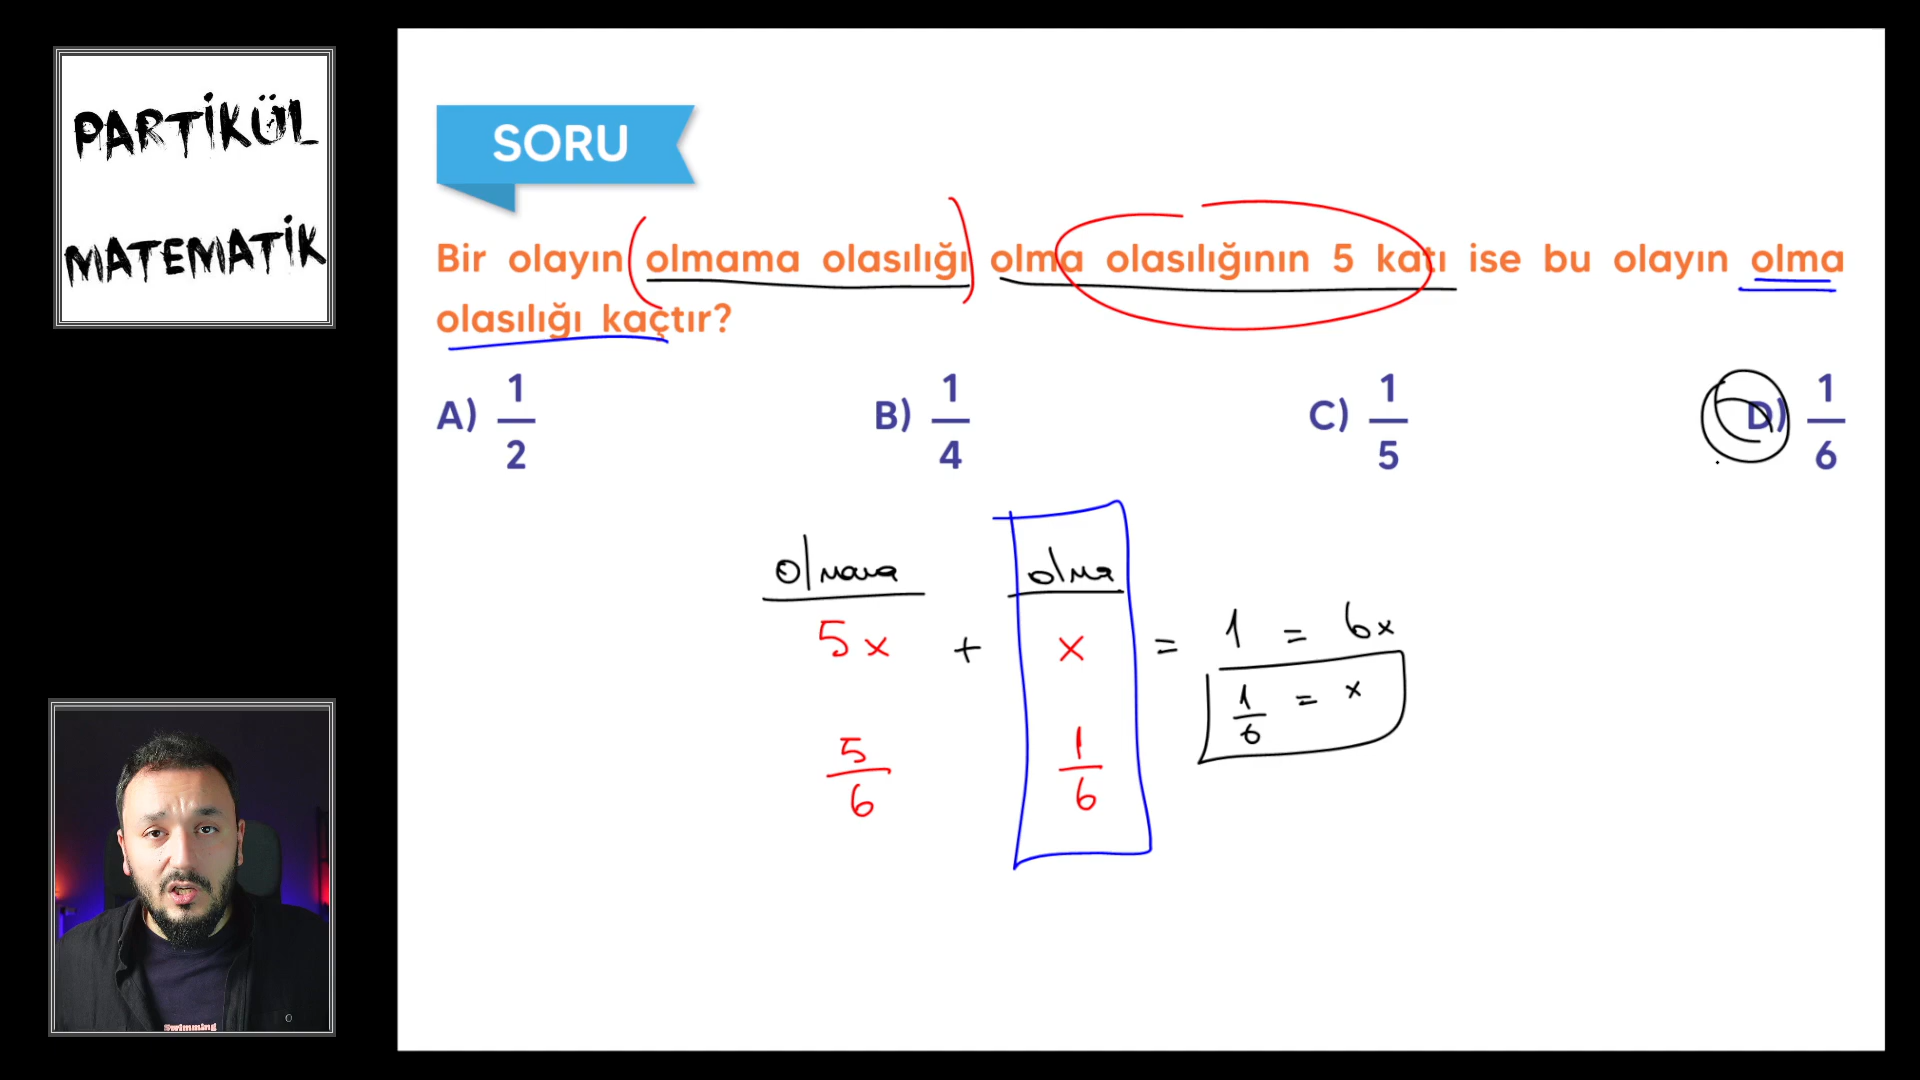 PARTİKÜL
MATEMATİK
SORU
Bir olayın olmama olasılığı olma olasılığının 5 katı ise bu olayın olma
olasılığı kaçtır?
A) 1/2 B) 1/4 C) 1/5 D) 1/6
olmama olma
5x + x = 1 = 6x
1/6 = x
5/6 1/6
Swimming